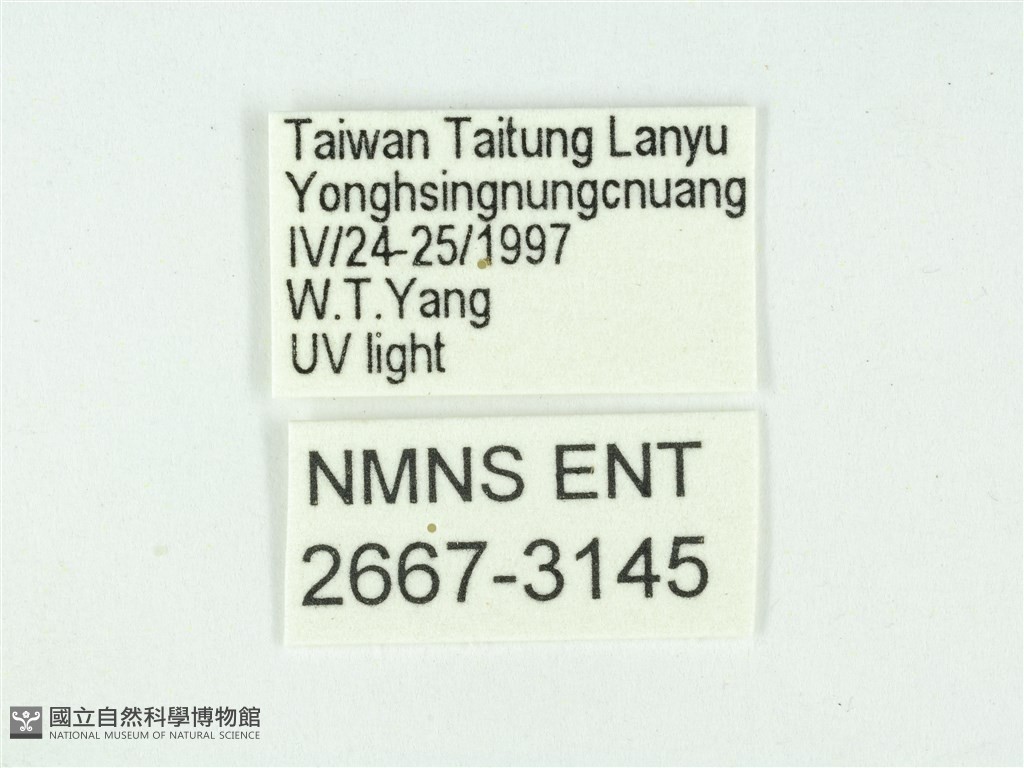 Taiwan Taitung Lanyu
Yonghsingnungcnuang
IV/24-25/1997
W.T.Yang
UV light
NMNS ENT
2667-3145
國立自然科學博物館
NATIONAL MUSEUM OF NATURAL SCIENCE